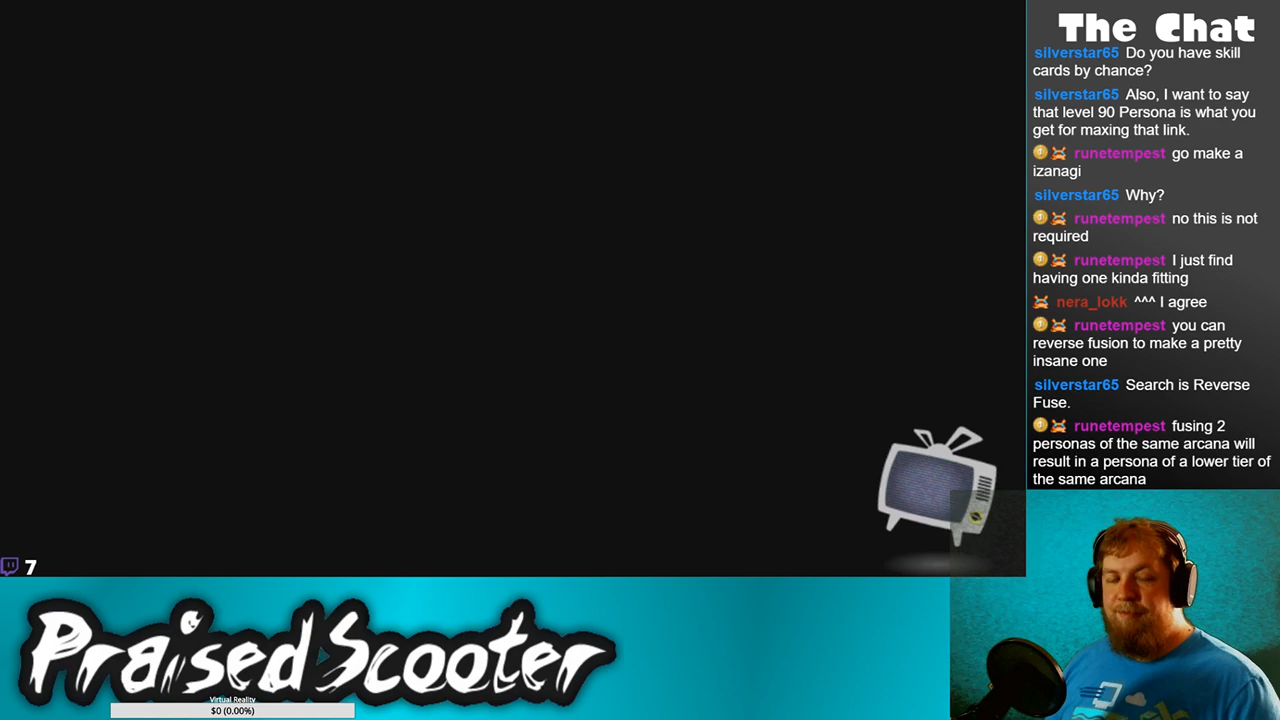 The Chat
silverstar65 Do you have skill
cards by chance?
silverstar65 Also, I want to say
that level 90 Persona is what you
get for maxing that link.
runetempest go make a
izanagi
silverstar65 Why?
runetempest no this is not
required
runetempest I just find
having one kinda fitting
nera_lokk ^^^ I agree
runetempest you can
reverse fusion to make a pretty
insane one
silverstar65 Search is Reverse
Fuse.
runetempest fusing 2
personas of the same arcana will
result in a persona of a lower tier of
the same arcana
7
PraisedScooter
Virtual Reality
$0 (0.00%)